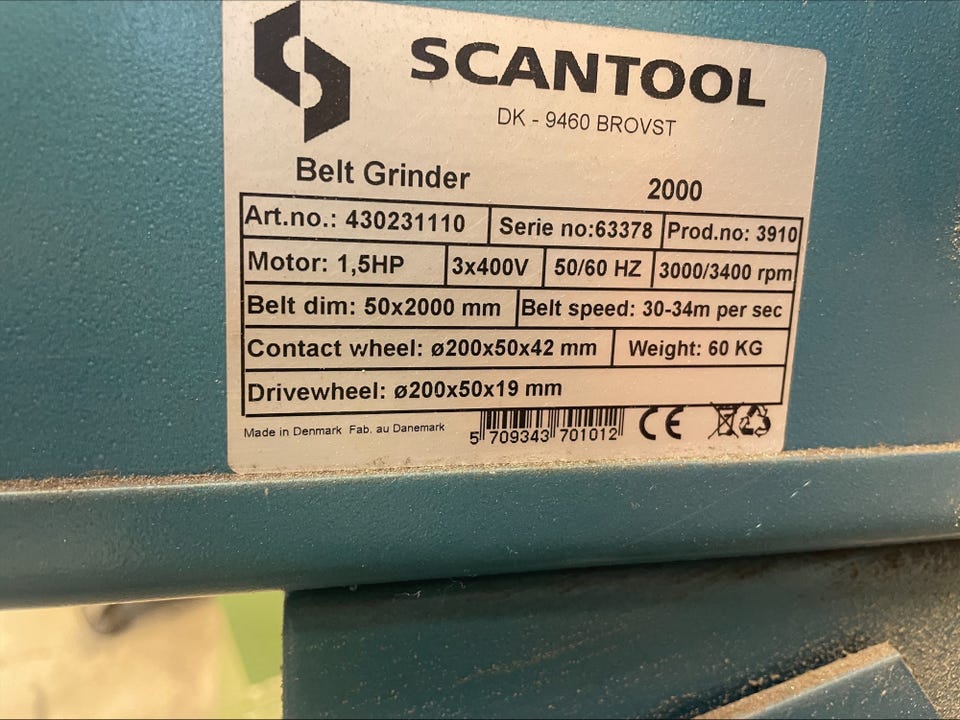 SCANTOOL
DK - 9460 BROVST
Belt Grinder 2000
Art.no.: 430231110 Serie no:63378 Prod.no: 3910
Motor: 1,5HP 3x400V 50/60 HZ 3000/3400 rpm
Belt dim: 50x2000 mm Belt speed: 30-34m per sec
Contact wheel: ø200x50x42 mm Weight: 60 KG
Drivewheel: ø200x50x19 mm
Made in Denmark Fab. au Danemark 5 709343 701012 CE